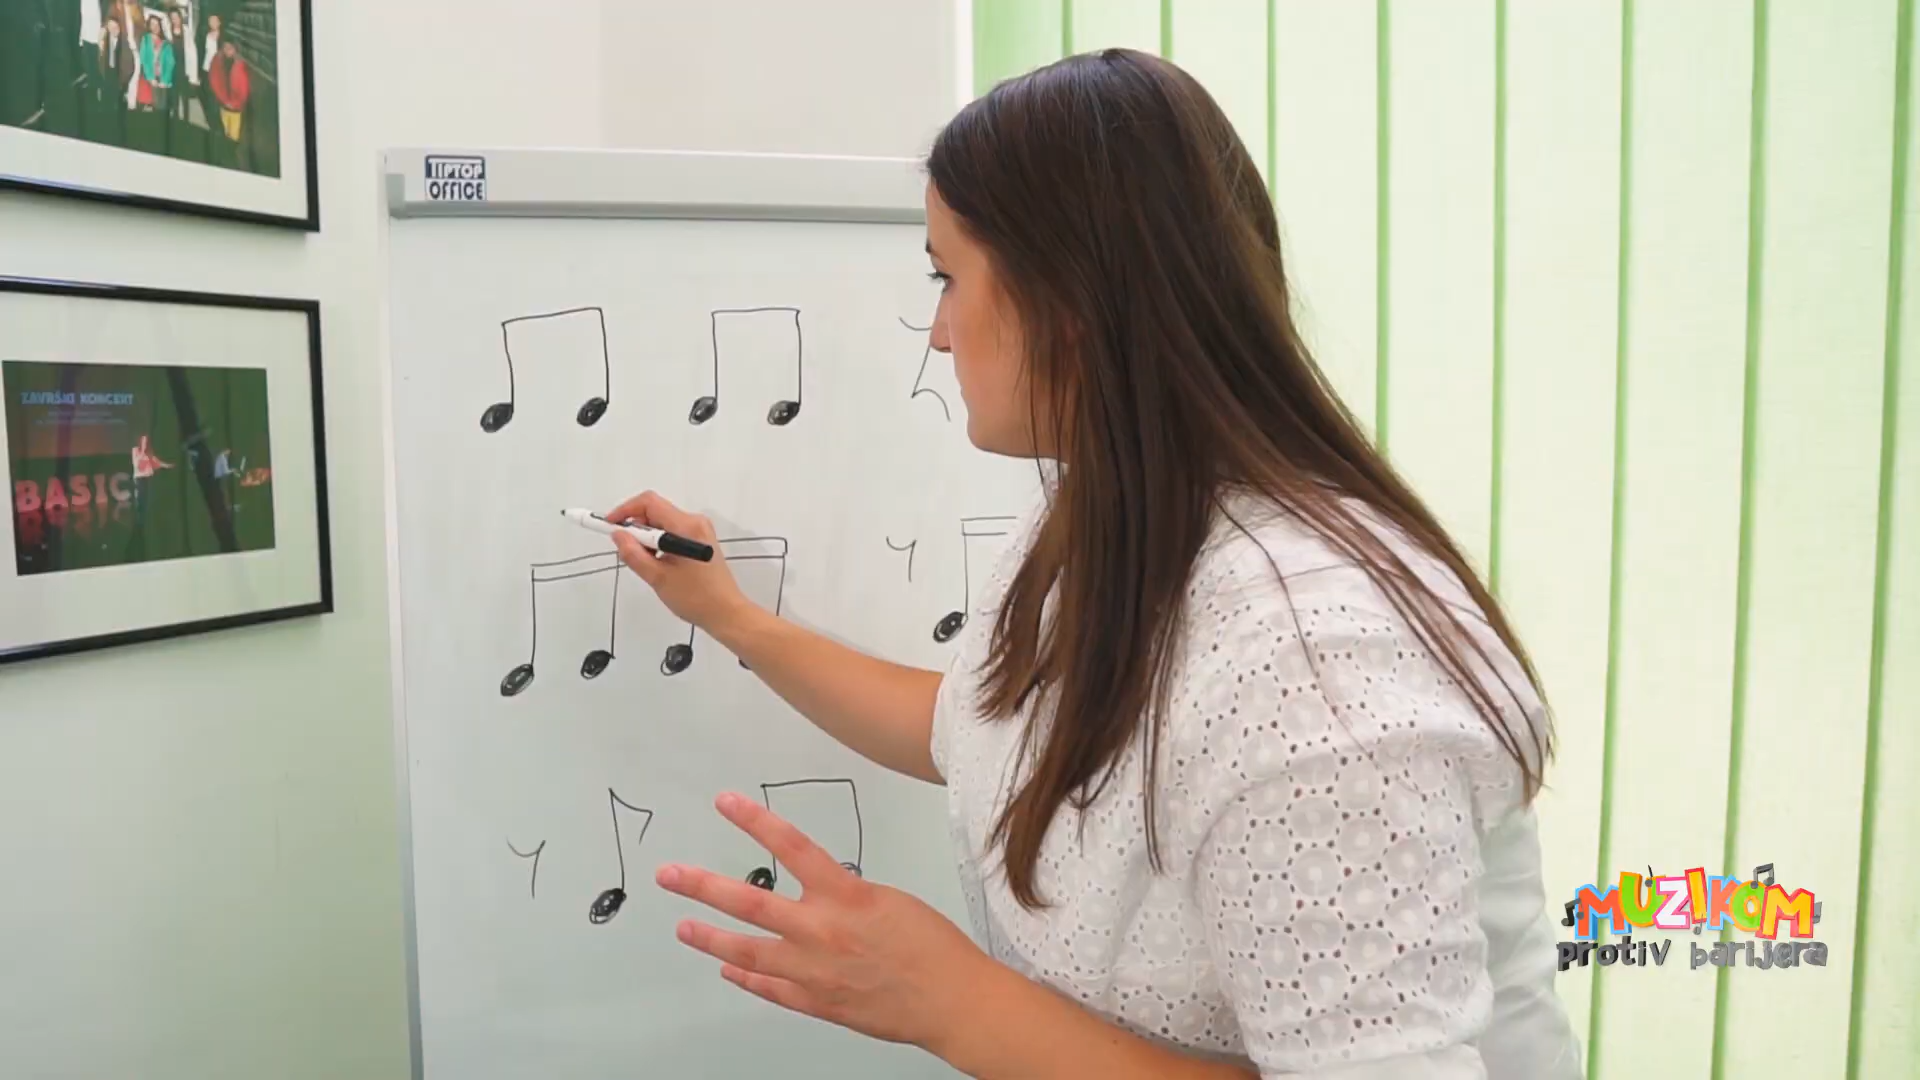 TIPTOP
OFFICE
ZAVRŠNI KONCERT
BASIC
MUZIKOM
protiv barijera